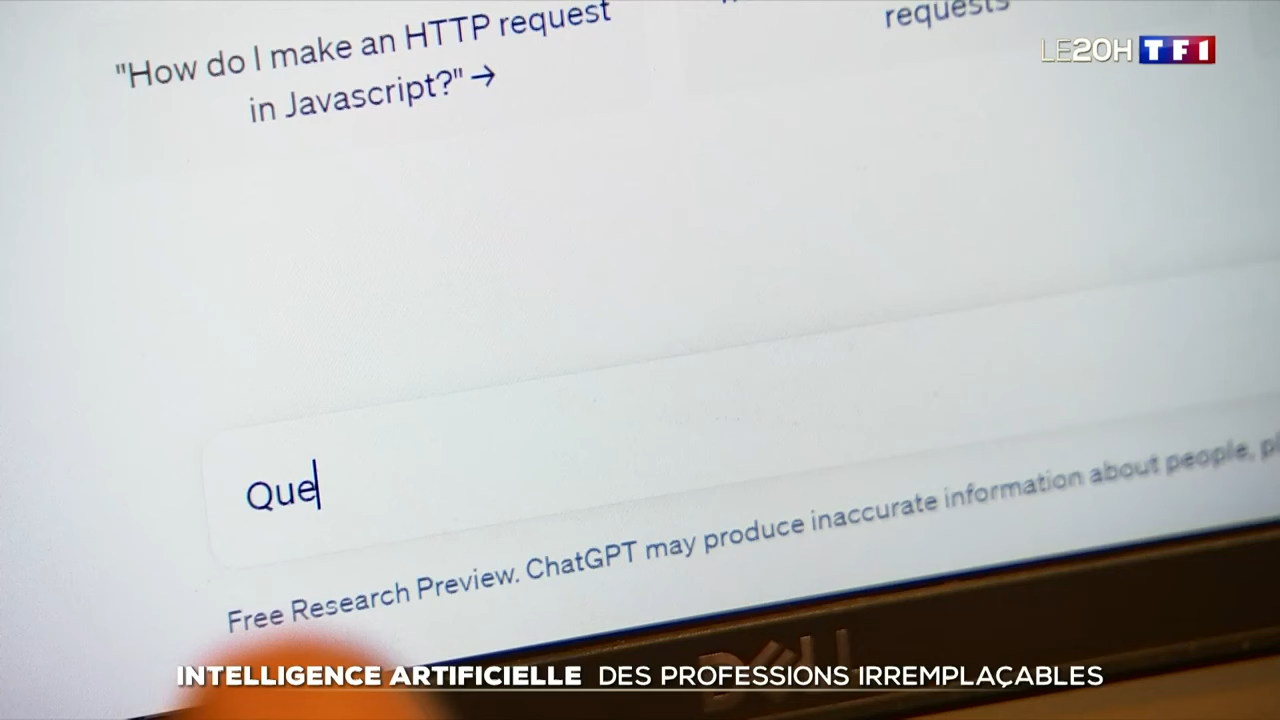 "How do I make an HTTP request
in Javascript?" →
requests
LE20H TF1
Que
Free Research Preview. ChatGPT may produce inaccurate information about people,
DELL
INTELLIGENCE ARTIFICIELLE DES PROFESSIONS IRREMPLAÇABLES